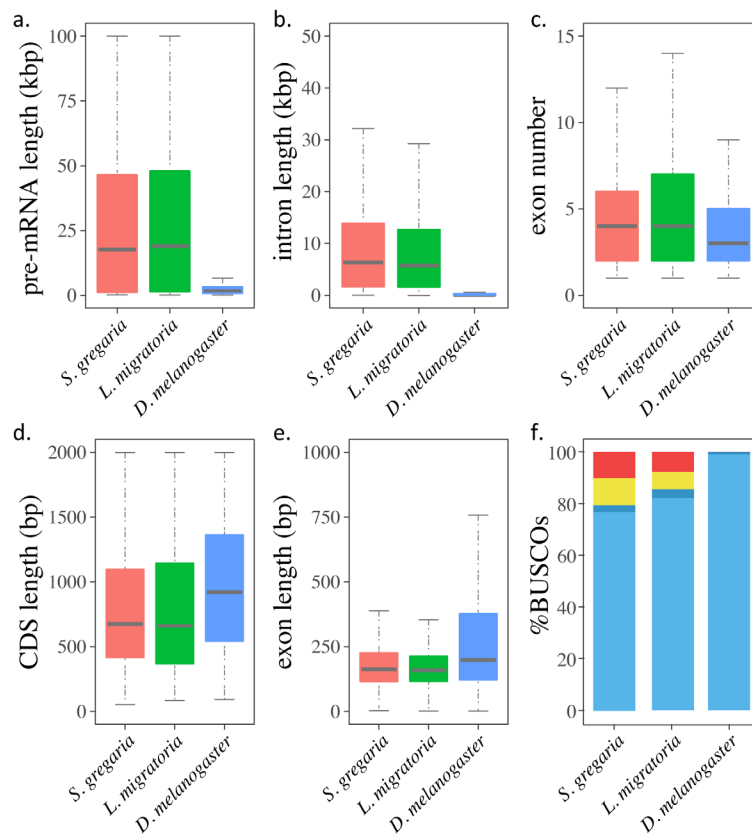 a.
pre-mRNA length (kbp)
100
75
50
25
0
S. gregaria
L. migratoria
D. melanogaster
b.
intron length (kbp)
50
40
30
20
10
0
S. gregaria
L. migratoria
D. melanogaster
c.
exon number
15
10
5
0
S. gregaria
L. migratoria
D. melanogaster
d.
CDS length (bp)
2000
1500
1000
500
0
S. gregaria
L. migratoria
D. melanogaster
e.
exon length (bp)
1000
750
500
250
0
S. gregaria
L. migratoria
D. melanogaster
f.
%BUSCOs
100
80
60
40
20
0
S. gregaria
L. migratoria
D. melanogaster